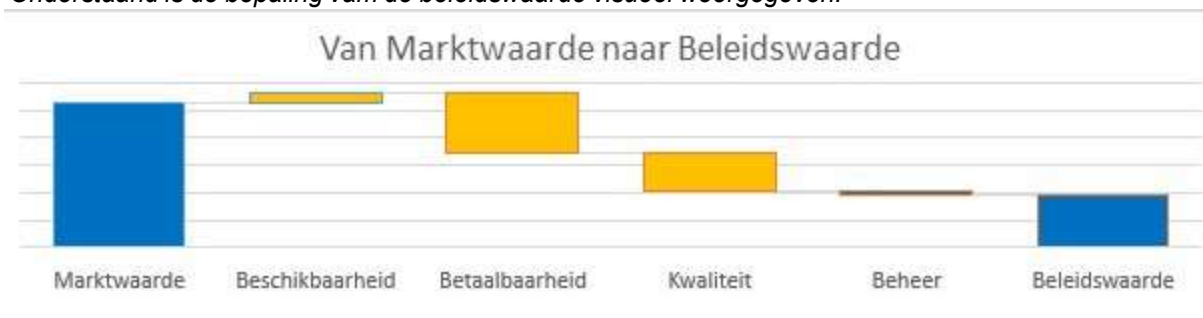 Onderstaand is de bepaling van de beleidswaarde visueel weergegeven:
Van Marktwaarde naar Beleidswaarde
Marktwaarde Beschikbaarheid Betaalbaarheid Kwaliteit Beheer Beleidswaarde